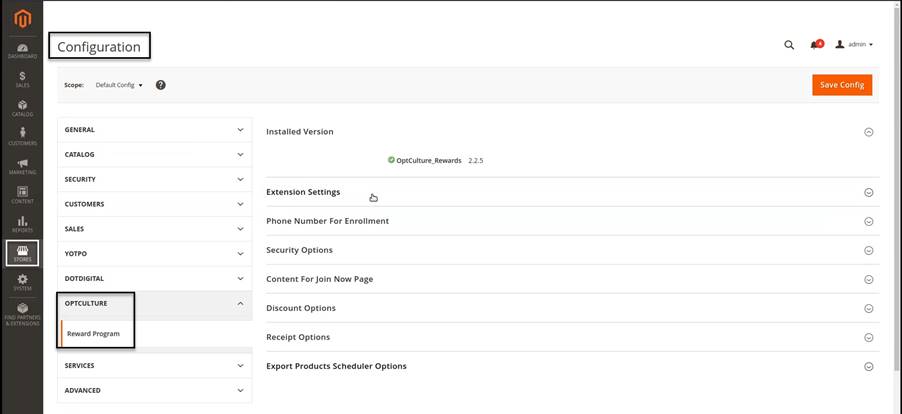 DASHBOARD
SALES
CATALOG
CUSTOMERS
MARKETING
CONTENT
REPORTS
STORES
SYSTEM
FIND PARTNERS
& EXTENSIONS
Configuration
4
admin
Scope:
Default Config
?
Save Config
GENERAL
CATALOG
SECURITY
CUSTOMERS
SALES
YOTPO
DOTDIGITAL
OPTCULTURE
Reward Program
SERVICES
ADVANCED
Installed Version
OptCulture_Rewards 2.2.5
Extension Settings
Phone Number For Enrollment
Security Options
Content For Join Now Page
Discount Options
Receipt Options
Export Products Scheduler Options